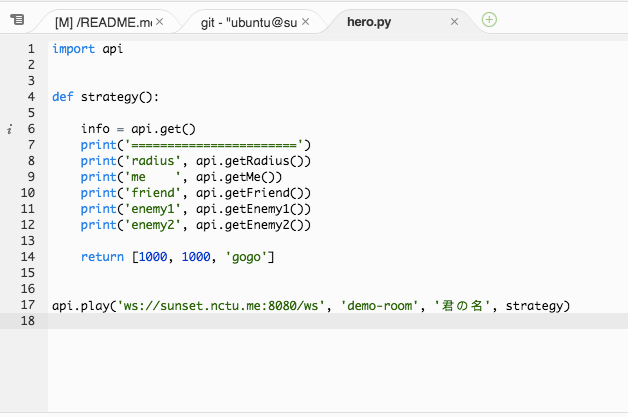 [M] /README.m
git - "ubuntu@su
hero.py
1 import api
2
3
4 def strategy():
5
6     info = api.get()
7     print('=======================')
8     print('radius', api.getRadius())
9     print('me    ', api.getMe())
10     print('friend', api.getFriend())
11     print('enemy1', api.getEnemy1())
12     print('enemy2', api.getEnemy2())
13
14     return [1000, 1000, 'gogo']
15
16
17 api.play('ws://sunset.nctu.me:8080/ws', 'demo-room', '君の名', strategy)
18